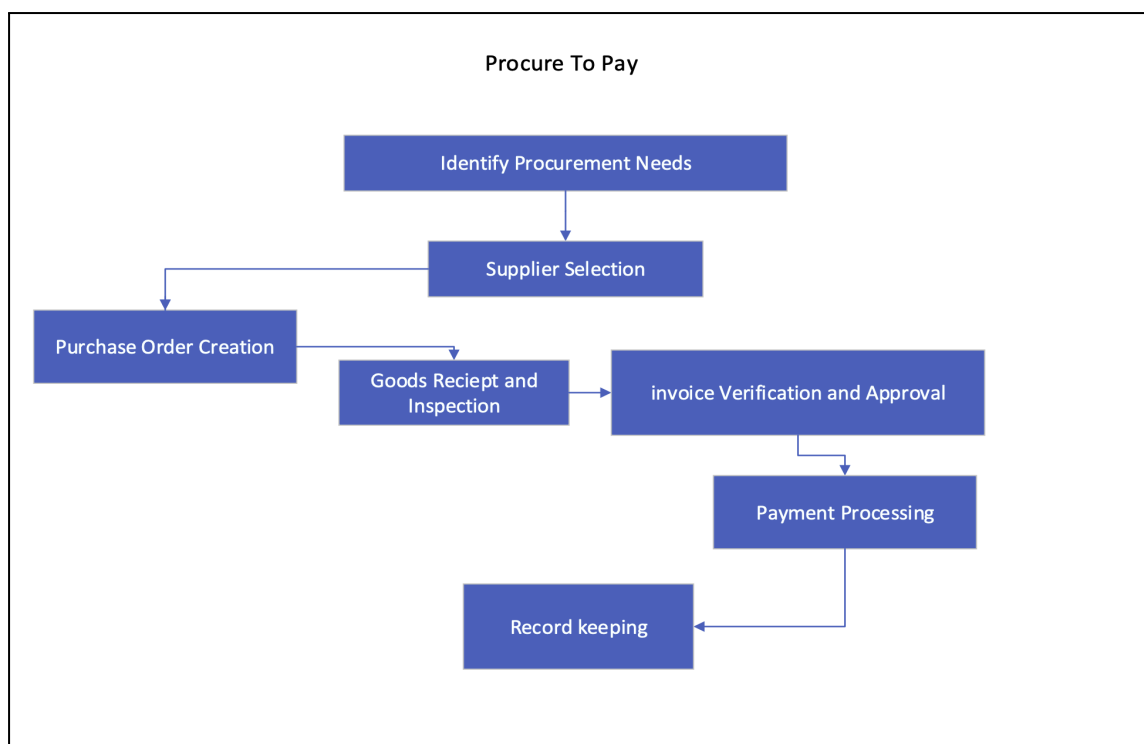 Procure To Pay
Identify Procurement Needs
Supplier Selection
Purchase Order Creation
Goods Reciept and
Inspection
invoice Verification and Approval
Payment Processing
Record keeping